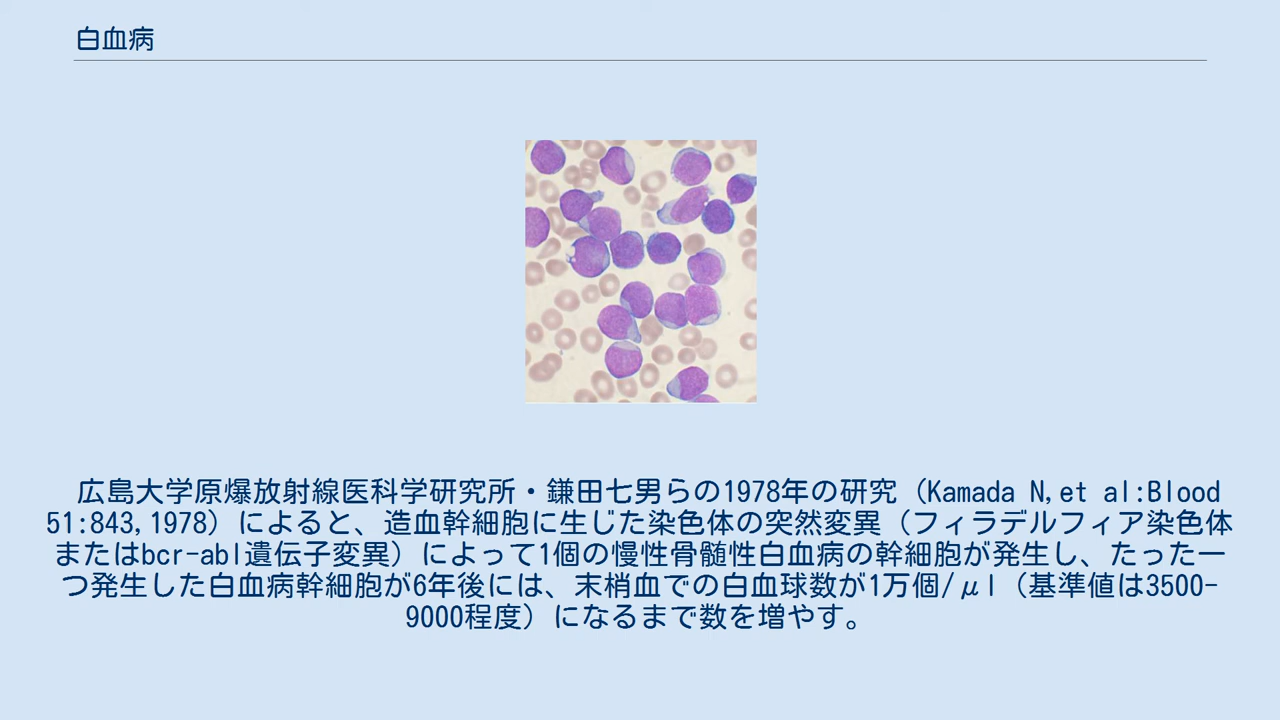 白血病
広島大学原爆放射線医科学研究所・鎌田七男らの1978年の研究（Kamada N,et al:Blood
51:843,1978）によると、造血幹細胞に生じた染色体の突然変異（フィラデルフィア染色体
またはbcr-abl遺伝子変異）によって1個の慢性骨髄性白血病の幹細胞が発生し、たった一
つ発生した白血病幹細胞が6年後には、末梢血での白血球数が1万個/μl（基準値は3500-
9000程度）になるまで数を増やす。